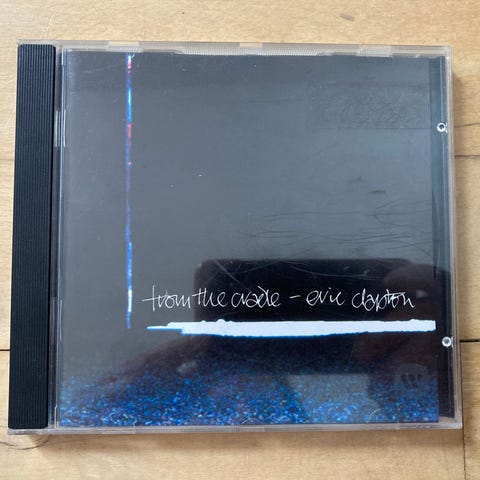 from the cradle - eric clapton